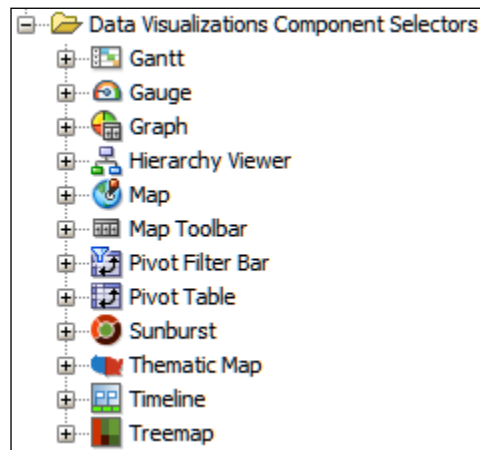 Data Visualizations Component Selectors
Gantt
Gauge
Graph
Hierarchy Viewer
Map
Map Toolbar
Pivot Filter Bar
Pivot Table
Sunburst
Thematic Map
Timeline
Treemap